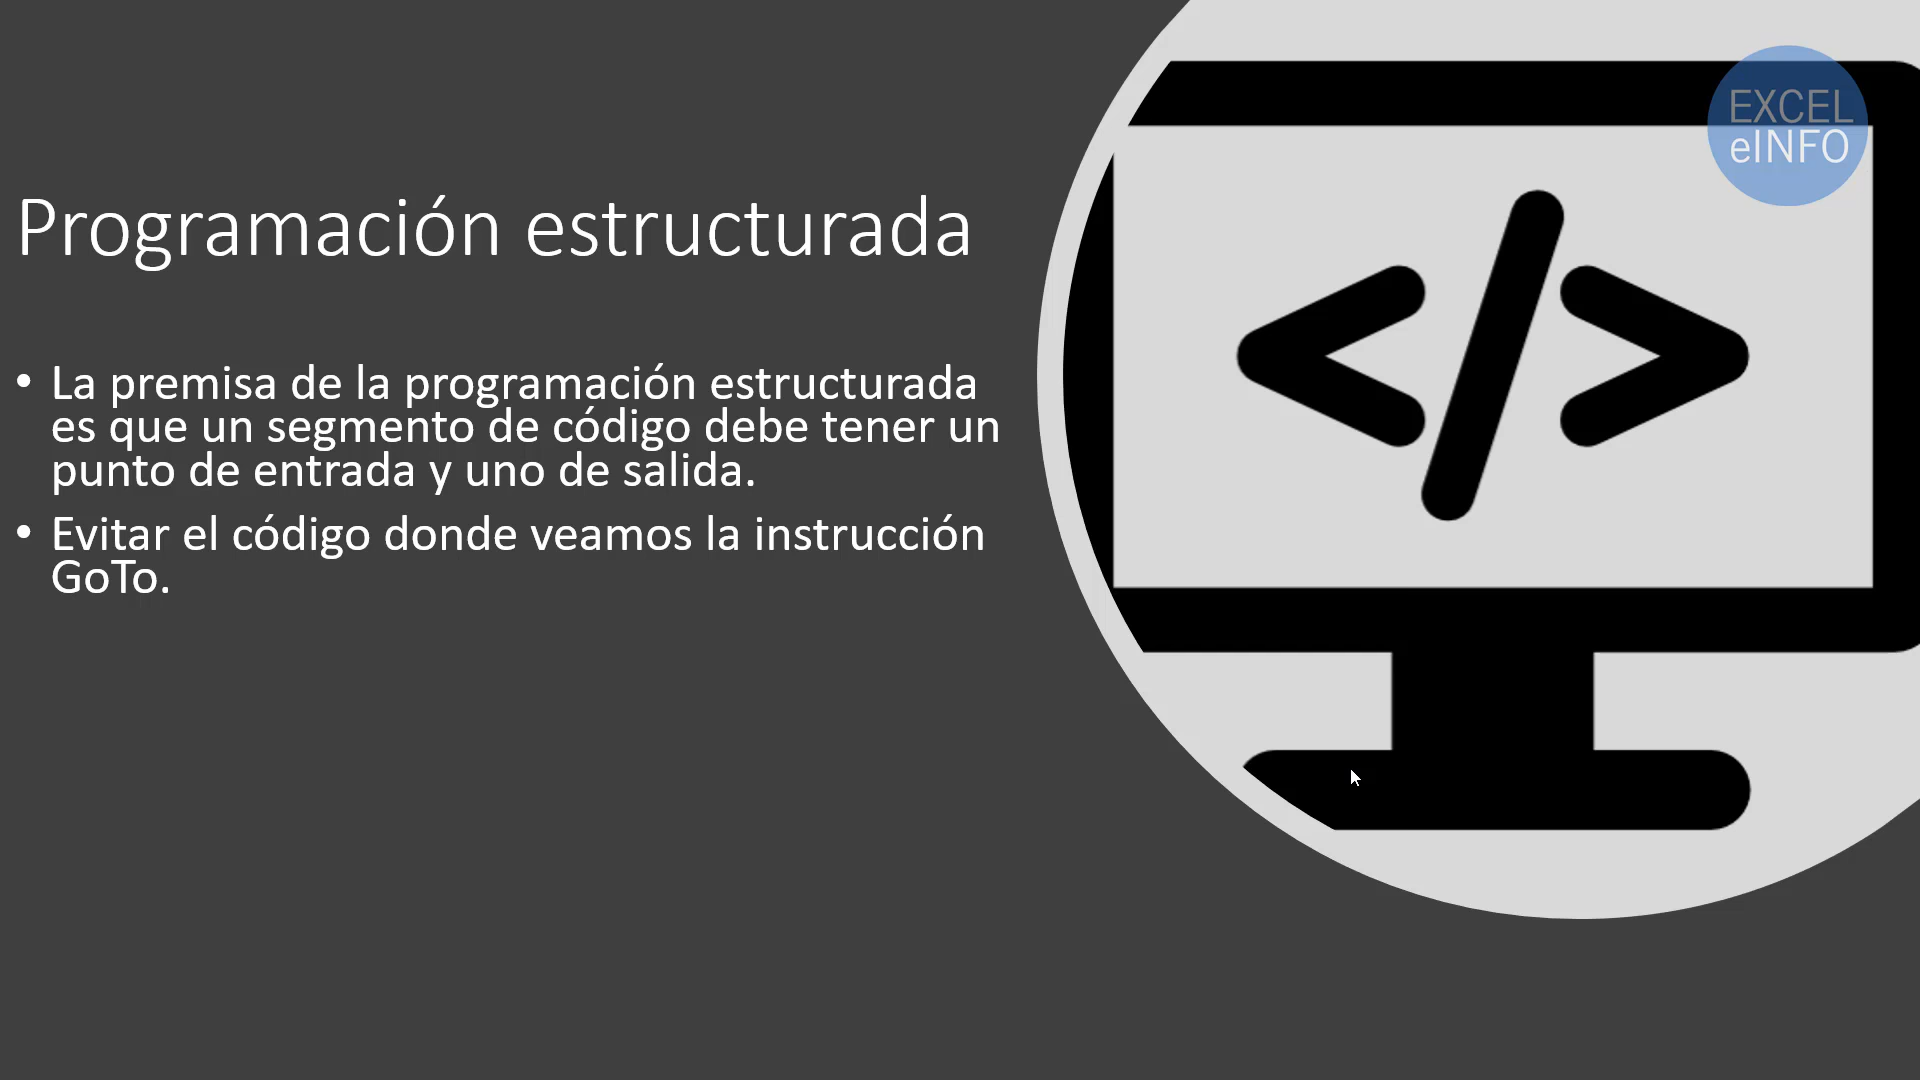 EXCEL
eINFO
Programación estructurada
• La premisa de la programación estructurada
es que un segmento de código debe tener un
punto de entrada y uno de salida.
• Evitar el código donde veamos la instrucción
GoTo.